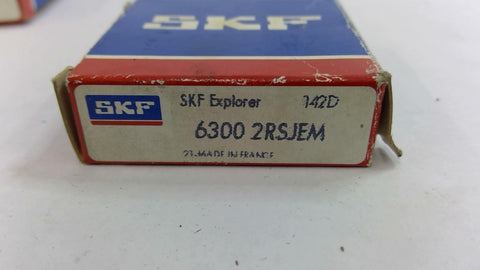 SKF
SKF
SKF Explorer 142D
6300 2RSJEM
23-MADE IN FRANCE